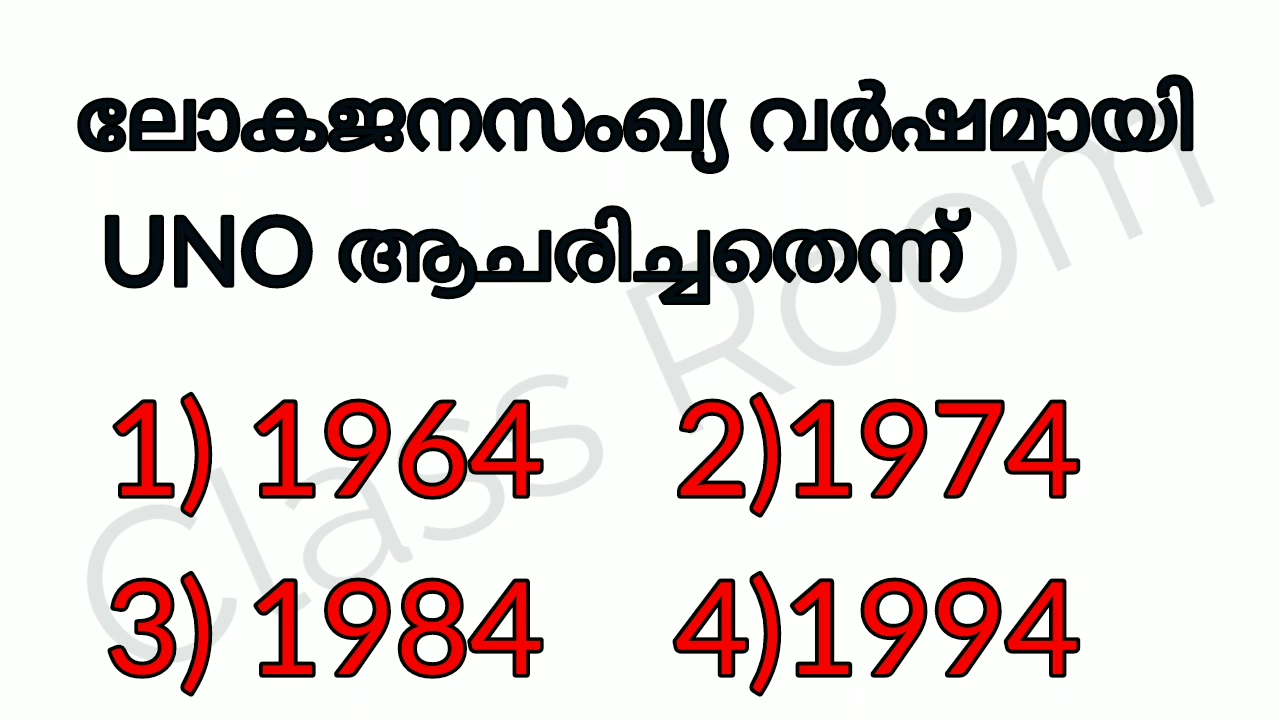 ലോകജനസംഖ്യ വർഷമായി
UNO ആചരിച്ചതെന്ന്
1) 1964 2)1974
3) 1984 4)1994
Class Room